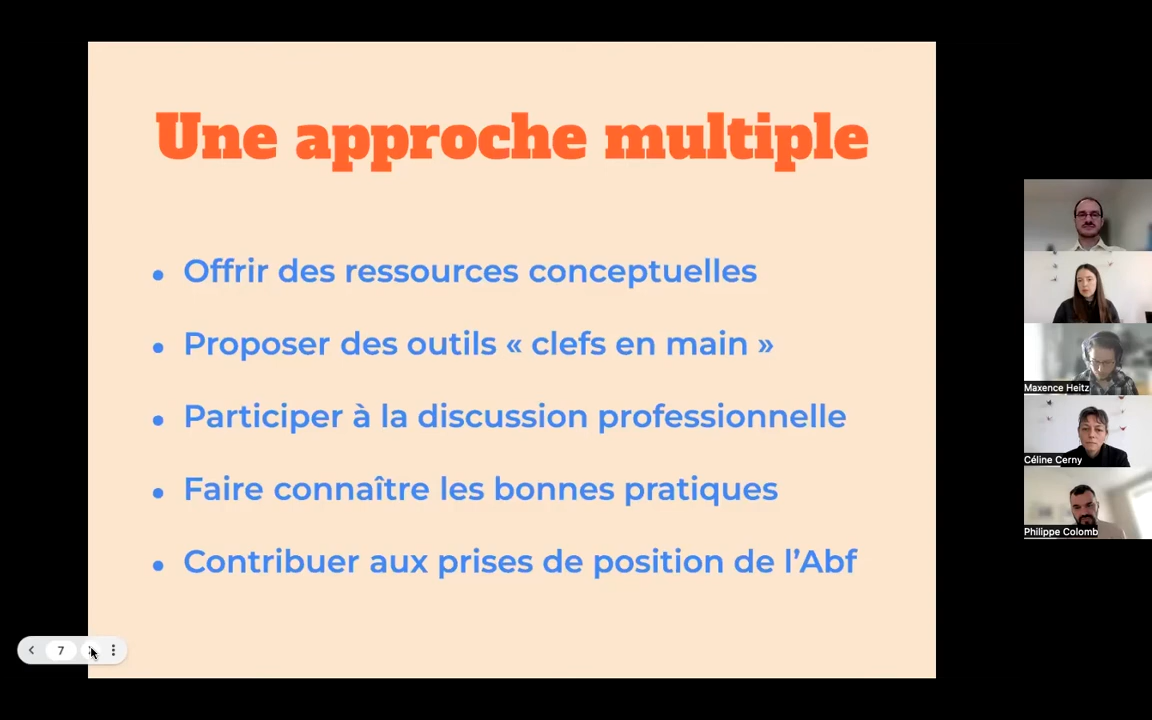 Une approche multiple
• Offrir des ressources conceptuelles
• Proposer des outils « clefs en main »
• Participer à la discussion professionnelle
• Faire connaître les bonnes pratiques
• Contribuer aux prises de position de l’Abf
7
Maxence Heitz
Céline Cerny
Philippe Colomb